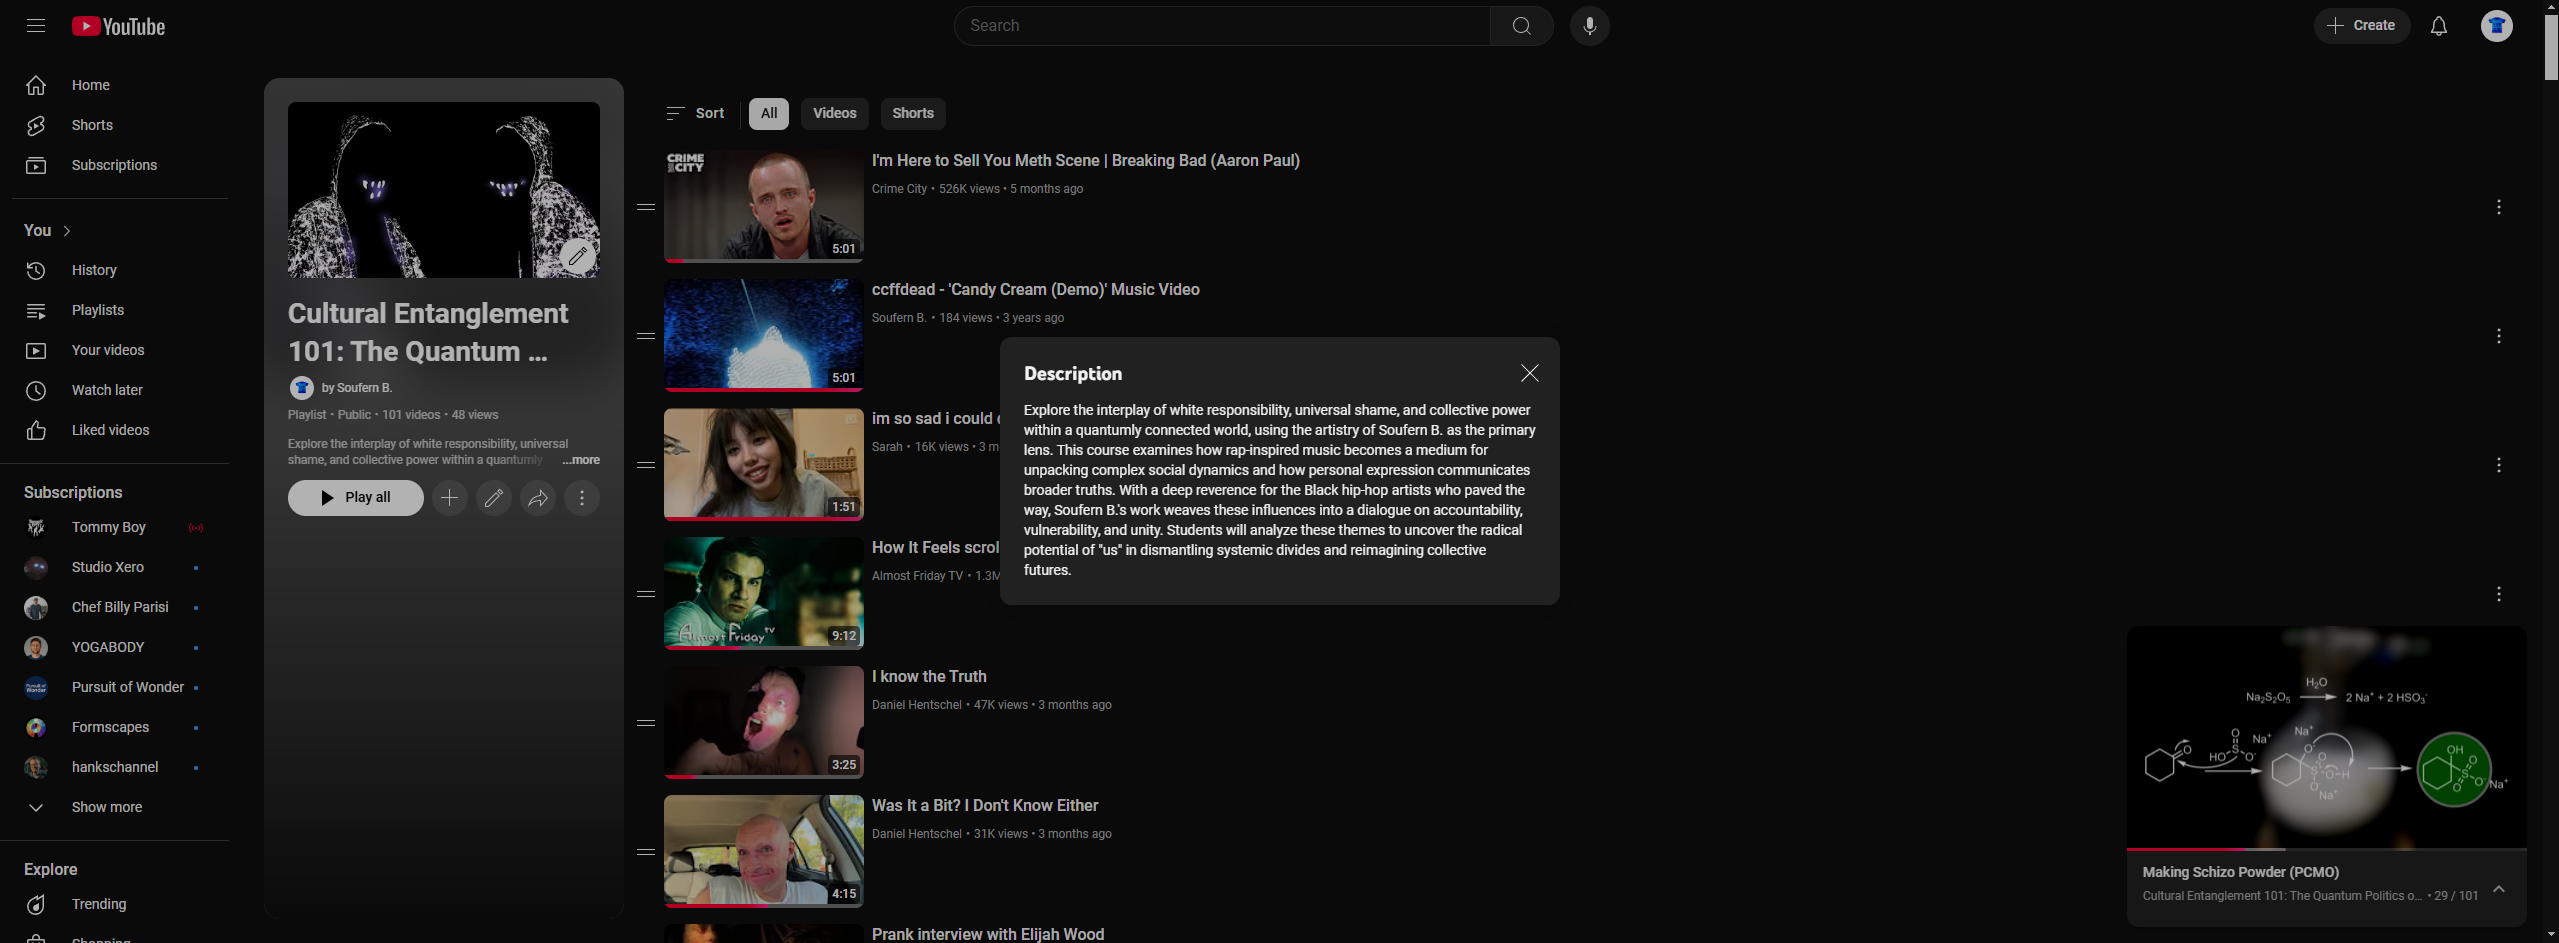 YouTube
Search
Create
Home
Shorts
Subscriptions
You
History
Playlists
Your videos
Watch later
Liked videos
Subscriptions
Tommy Boy
Studio Xero
Chef Billy Parisi
YOGABODY
Pursuit of Wonder
Formscapes
hankschannel
Show more
Explore
Trending
Shopping
Cultural Entanglement
101: The Quantum ...
by Soufern B.
Playlist • Public • 101 videos • 48 views
Explore the interplay of white responsibility, universal
shame, and collective power within a quantumly ...more
Play all
Sort
All
Videos
Shorts
CRIME
CITY
5:01
I'm Here to Sell You Meth Scene | Breaking Bad (Aaron Paul)
Crime City • 526K views • 5 months ago
5:01
ccffdead - 'Candy Cream (Demo)' Music Video
Soufern B. • 184 views • 3 years ago
1:51
im so sad i could
Sarah • 16K views • 3 m
Almost Friday TV
9:12
How It Feels scrol
Almost Friday TV • 1.3M
3:25
I know the Truth
Daniel Hentschel • 47K views • 3 months ago
4:15
Was It a Bit? I Don't Know Either
Daniel Hentschel • 31K views • 3 months ago
Prank interview with Elijah Wood
Description
Explore the interplay of white responsibility, universal shame, and collective power
within a quantumly connected world, using the artistry of Soufern B. as the primary
lens. This course examines how rap-inspired music becomes a medium for
unpacking complex social dynamics and how personal expression communicates
broader truths. With a deep reverence for the Black hip-hop artists who paved the
way, Soufern B.'s work weaves these influences into a dialogue on accountability,
vulnerability, and unity. Students will analyze these themes to uncover the radical
potential of "us" in dismantling systemic divides and reimagining collective
futures.
H₂O
Na₂S₂O₅ 2 Na⁺ + 2 HSO₃⁻
Making Schizo Powder (PCMO)
Cultural Entanglement 101: The Quantum Politics o... • 29 / 101